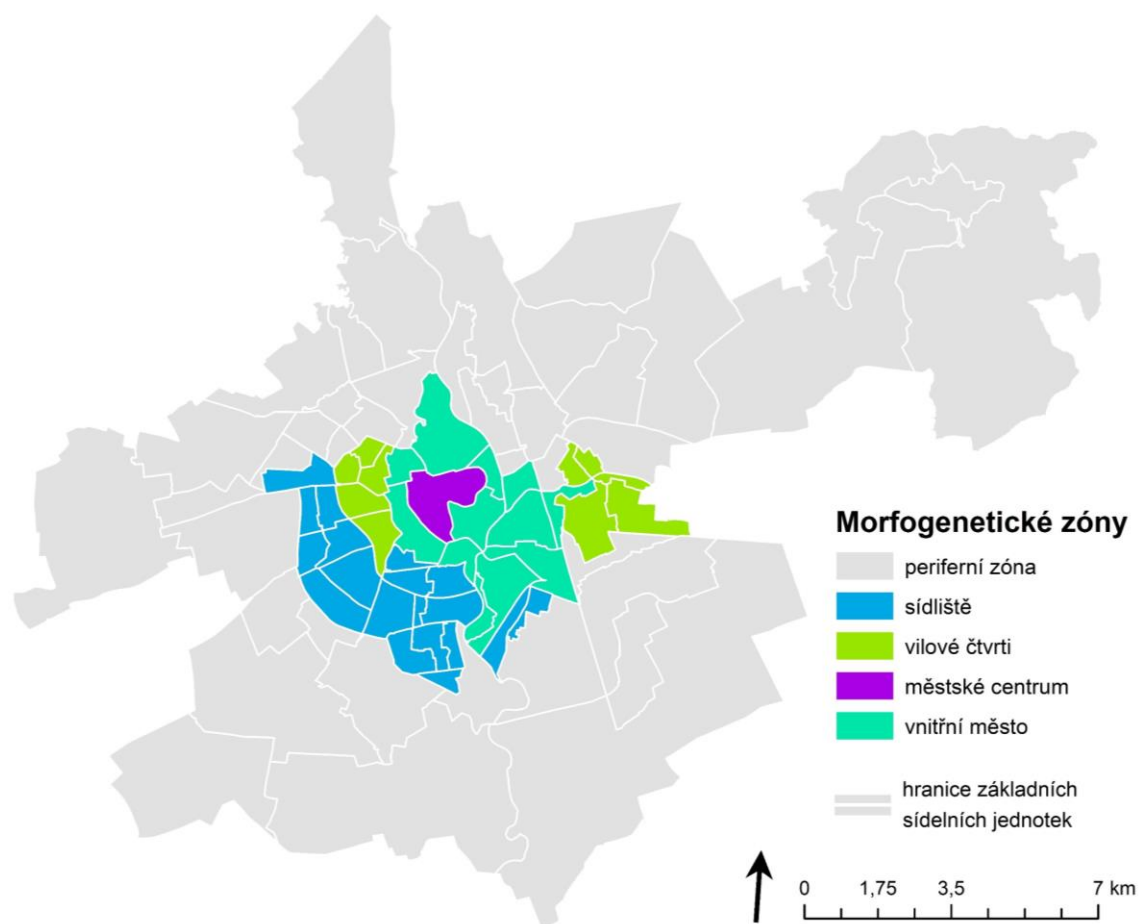 Morfogenetické zóny
periferní zóna
sídliště
vilové čtvrti
městské centrum
vnitřní město
hranice základních
sídelních jednotek
0 1,75 3,5 7 km